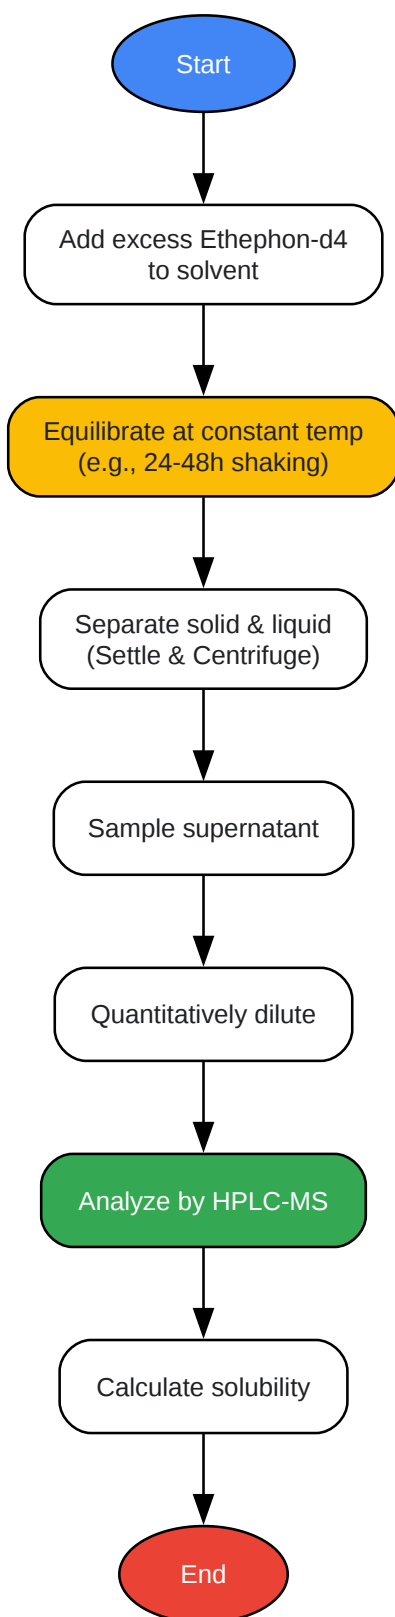 Start
Add excess Ethephon-d4
to solvent
Equilibrate at constant temp
(e.g., 24-48h shaking)
Separate solid & liquid
(Settle & Centrifuge)
Sample supernatant
Quantitatively dilute
Analyze by HPLC-MS
Calculate solubility
End